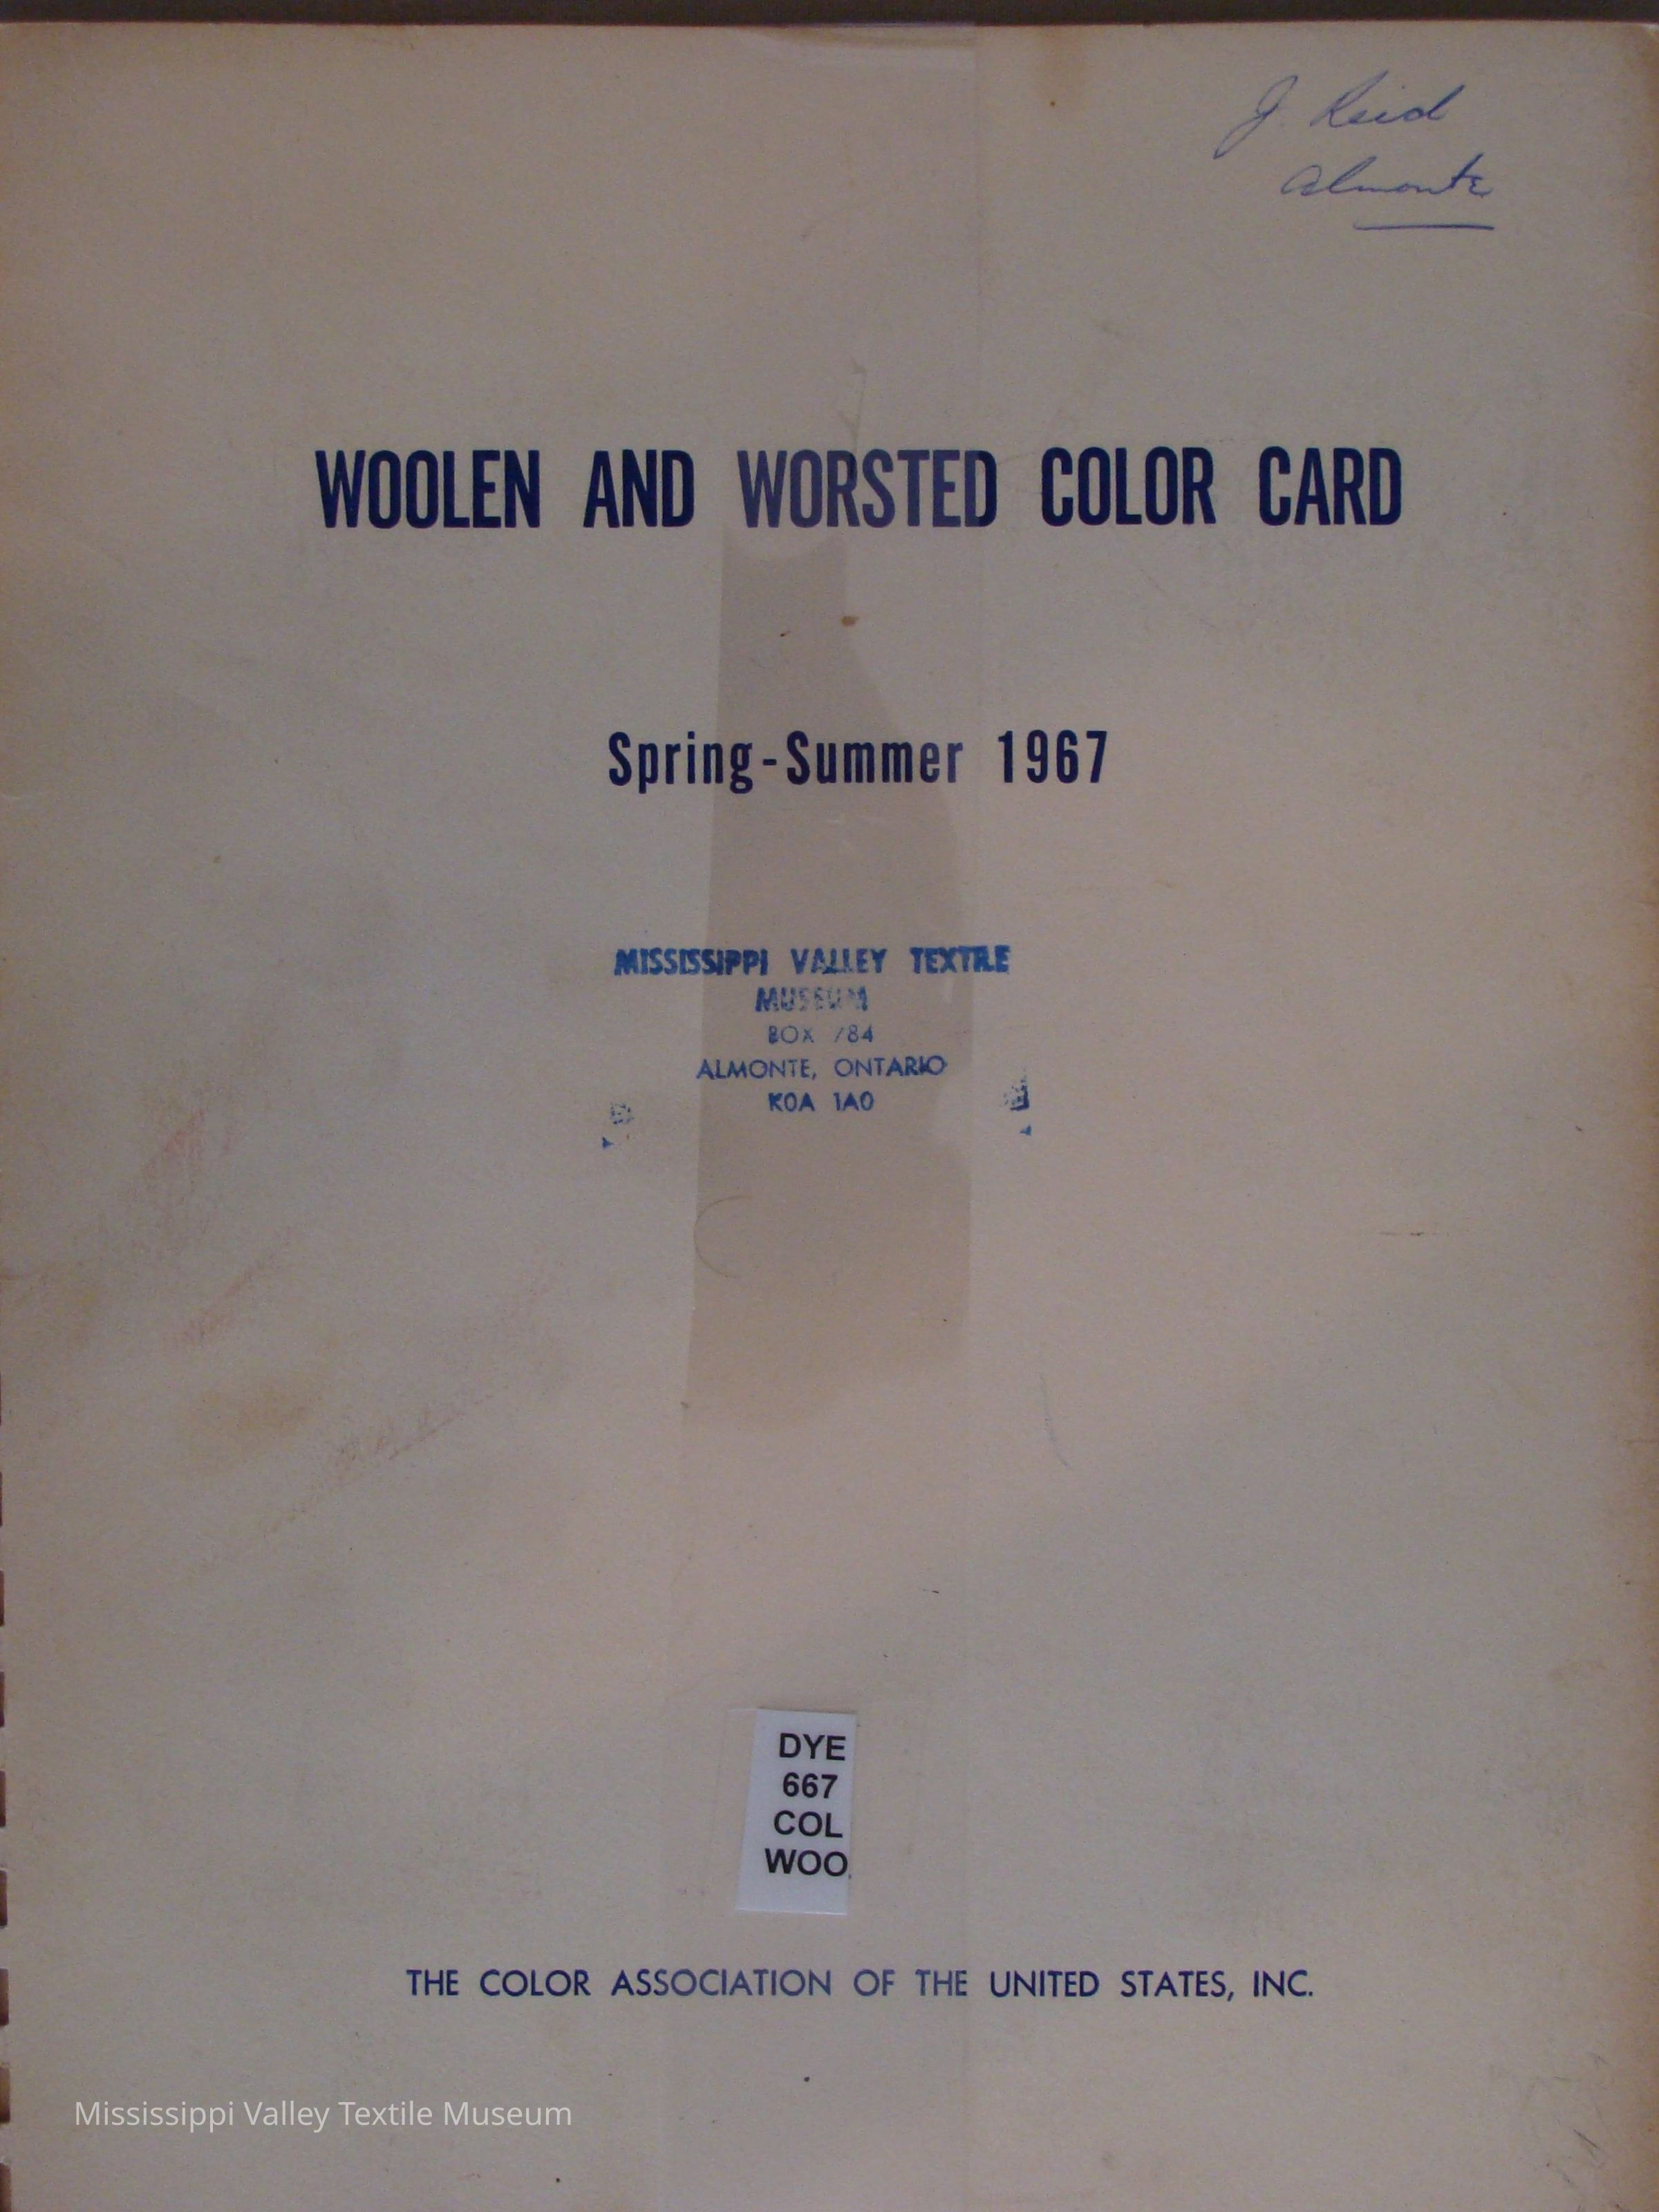 J. Reid
Almonte
WOOLEN AND WORSTED COLOR CARD
Spring-Summer 1967
MISSISSIPPI VALLEY TEXTILE
MUSEUM
BOX 784
ALMONTE, ONTARIO
K0A 1A0
DYE
667
COL
WOO
THE COLOR ASSOCIATION OF THE UNITED STATES, INC.
Mississippi Valley Textile Museum